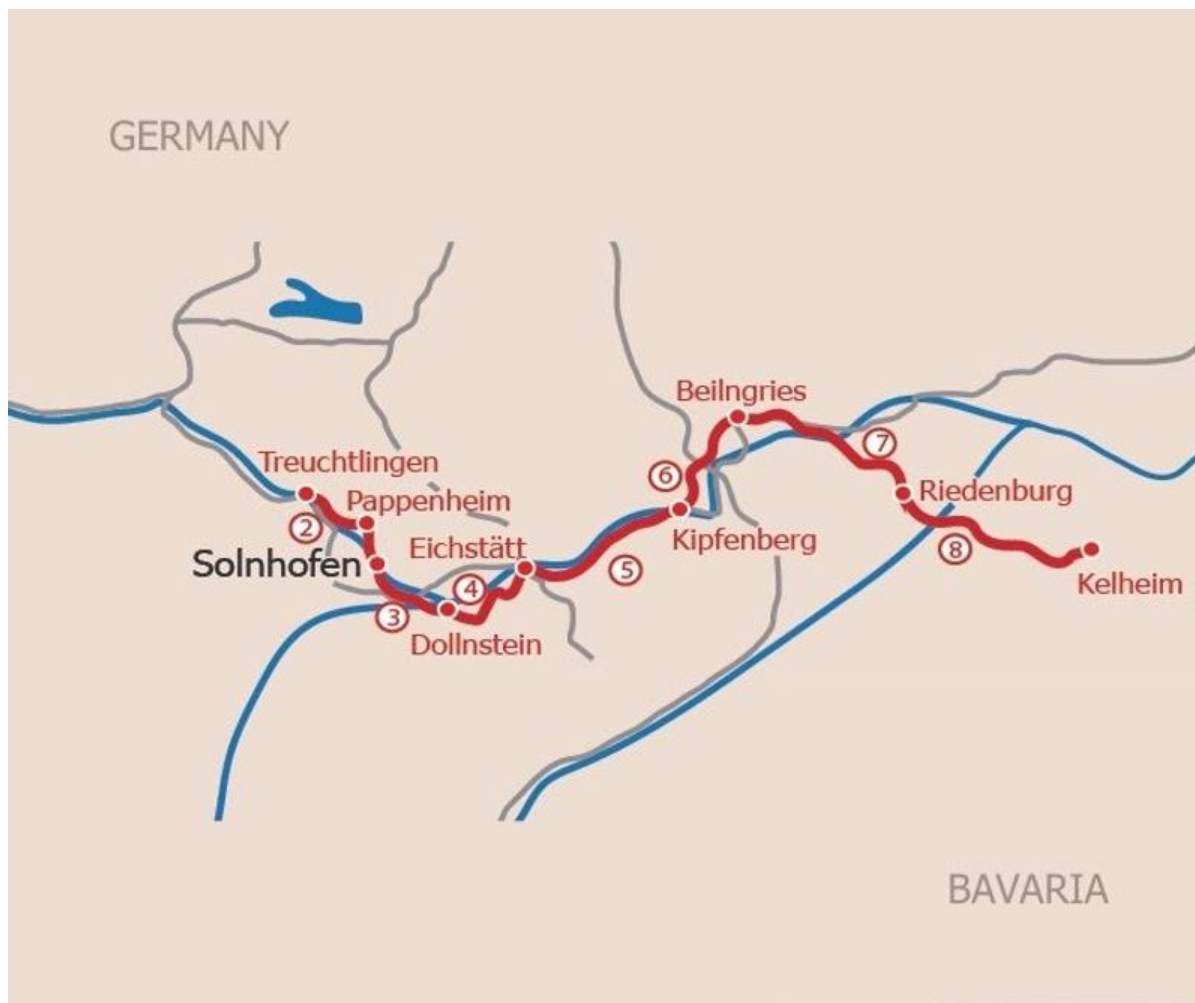 GERMANY
Beilngries
Treuchtlingen
Pappenheim
Solnhofen
Eichstätt
Dollnstein
Kipfenberg
Riedenburg
Kelheim
2
3
4
5
6
7
8
BAVARIA